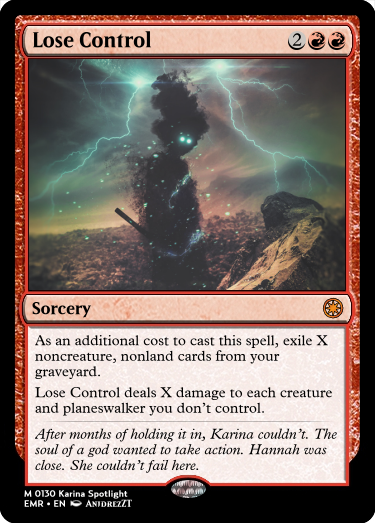 Lose Control 2
Sorcery
As an additional cost to cast this spell, exile X
noncreature, nonland cards from your
graveyard.
Lose Control deals X damage to each creature
and planeswalker you don't control.
After months of holding it in, Karina couldn't. The
soul of a god wanted to take action. Hannah was
close. She couldn't fail here.
M 0130 Karina Spotlight
EMR • EN AndrezZT